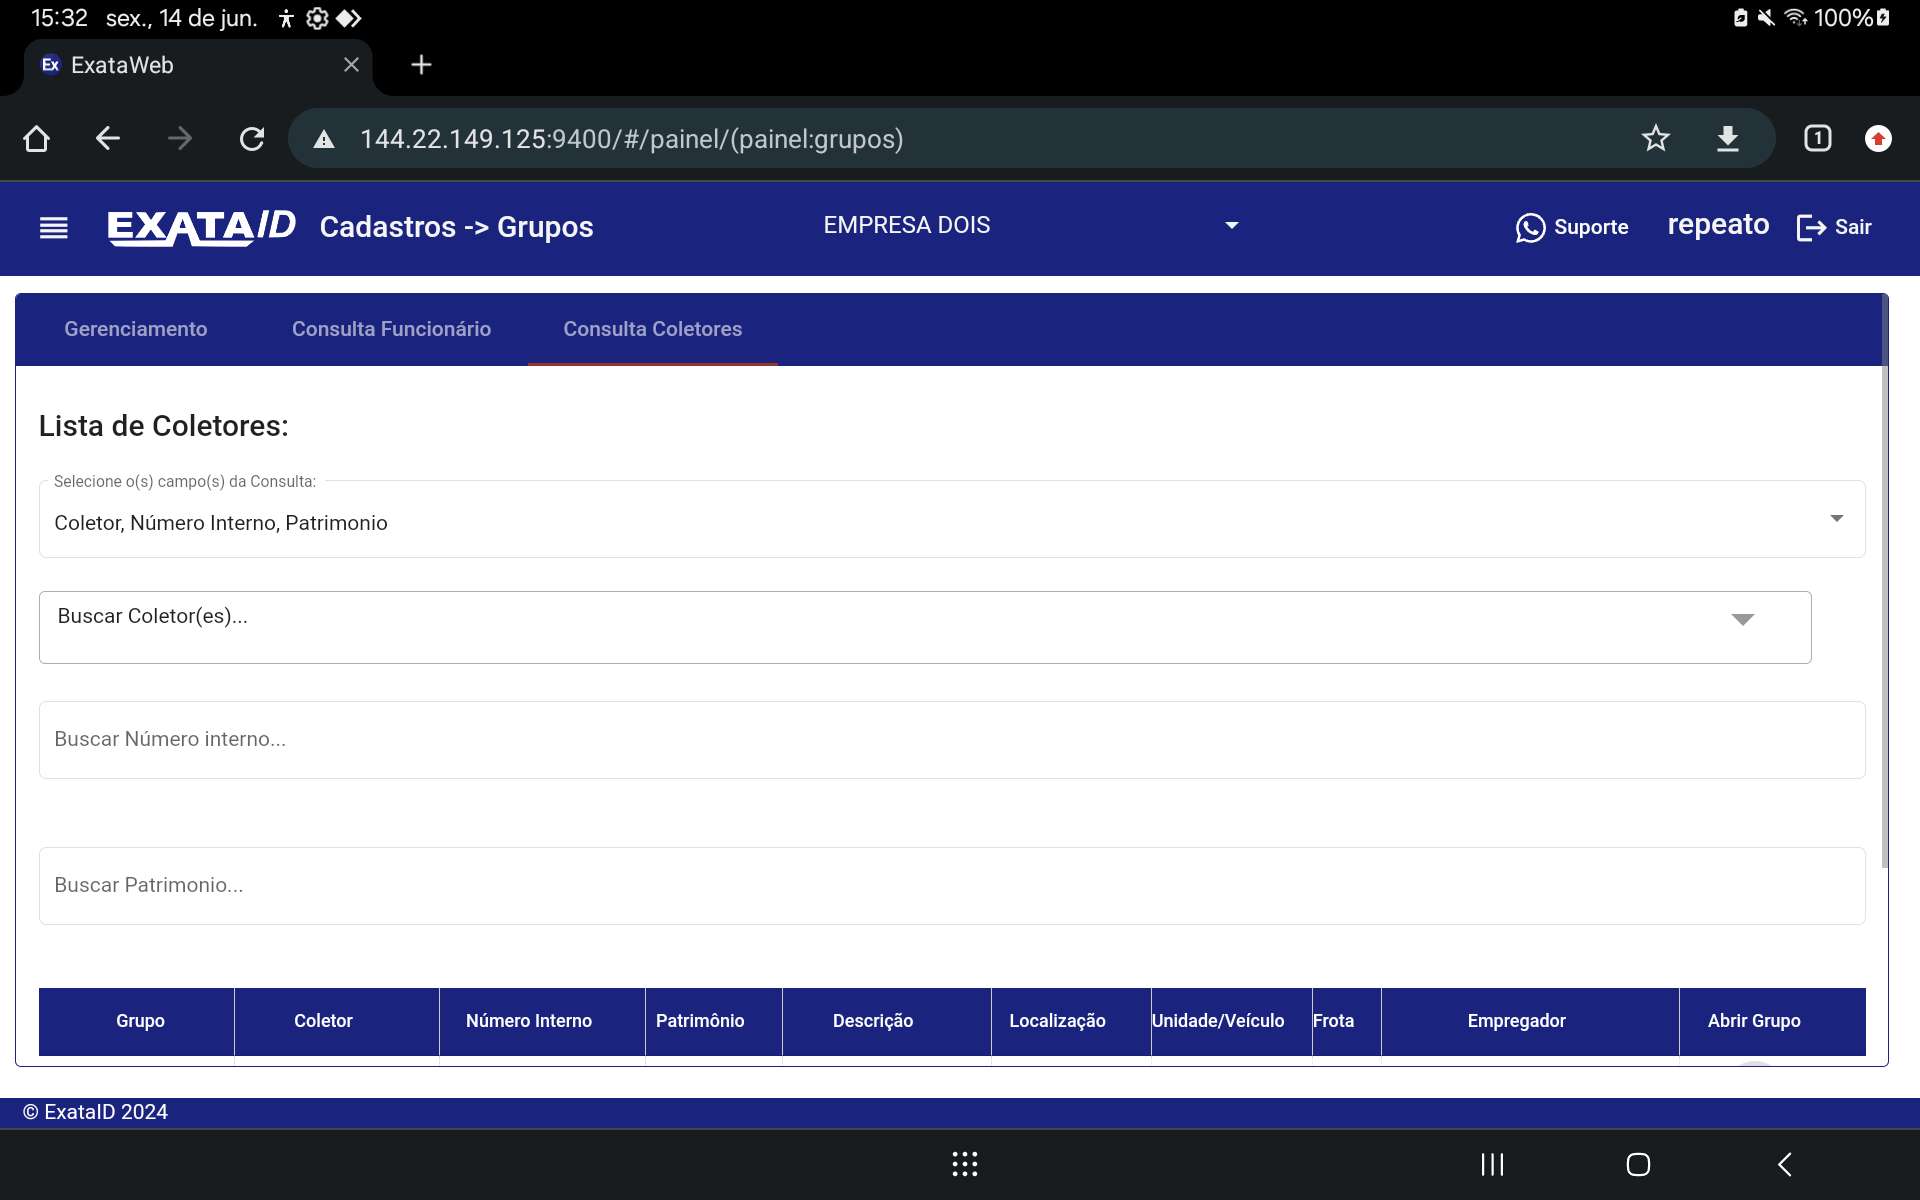 15:32 sex., 14 de jun. 100%
Ex ExataWeb
144.22.149.125:9400/#/painel/(painel:grupos) 1
EXATAID Cadastros -> Grupos EMPRESA DOIS Suporte repeato Sair
Gerenciamento Consulta Funcionário Consulta Coletores
Lista de Coletores:
Selecione o(s) campo(s) da Consulta:
Coletor, Número Interno, Patrimonio
Buscar Coletor(es)...
Buscar Número interno...
Buscar Patrimonio...
Grupo Coletor Número Interno Patrimônio Descrição Localização Unidade/Veículo Frota Empregador Abrir Grupo
© ExataID 2024